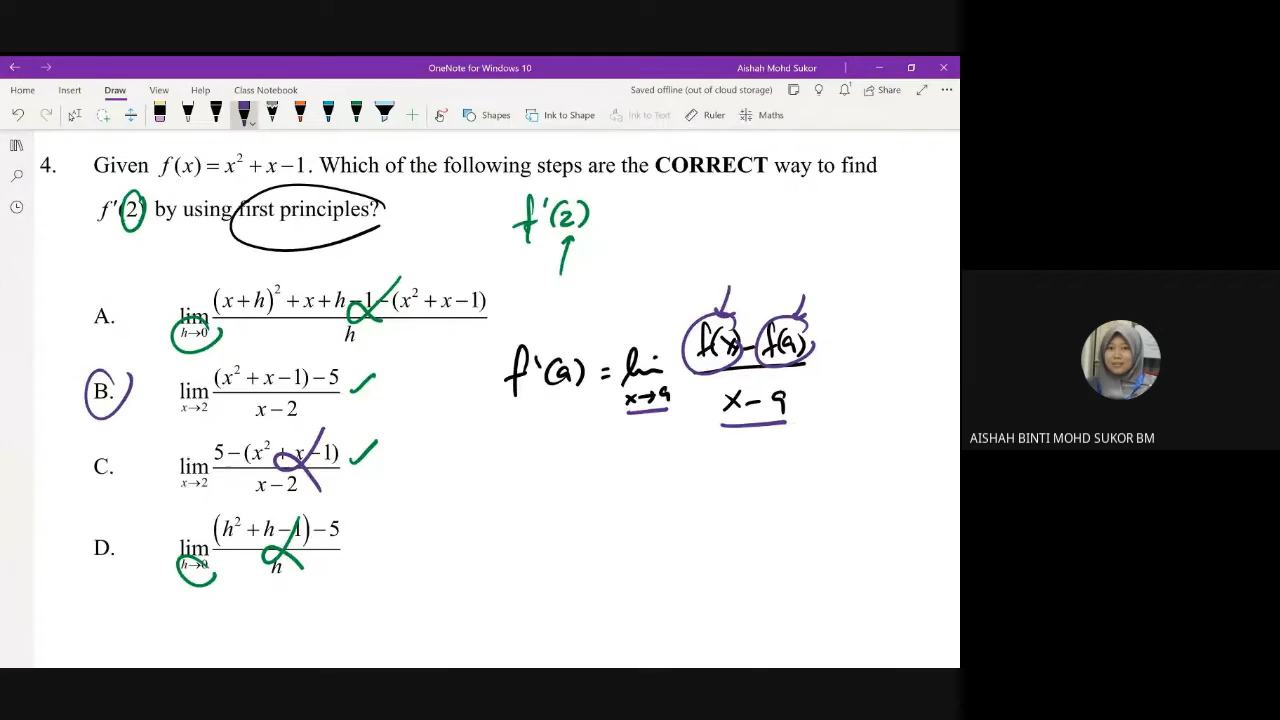 OneNote for Windows 10
Aishah Mohd Sukor
Home Insert Draw View Help Class Notebook
Saved offline (out of cloud storage)
Share
Shapes Ink to Shape Ink to Text Ruler Maths
4. Given f(x) = x² + x − 1. Which of the following steps are the CORRECT way to find
f'(2) by using first principles?
f'(2)
A. lim h→0 ((x+h)² + x + h − 1 − (x² + x − 1)) / h
B. lim x→2 ((x² + x − 1) − 5) / (x − 2) ✓
C. lim x→2 (5 − (x² + x − 1)) / (x − 2) ✓
D. lim h→0 ((h² + h − 1) − 5) / h
f'(a) = lim x→a (f(x) − f(a)) / (x − a)
AISHAH BINTI MOHD SUKOR BM